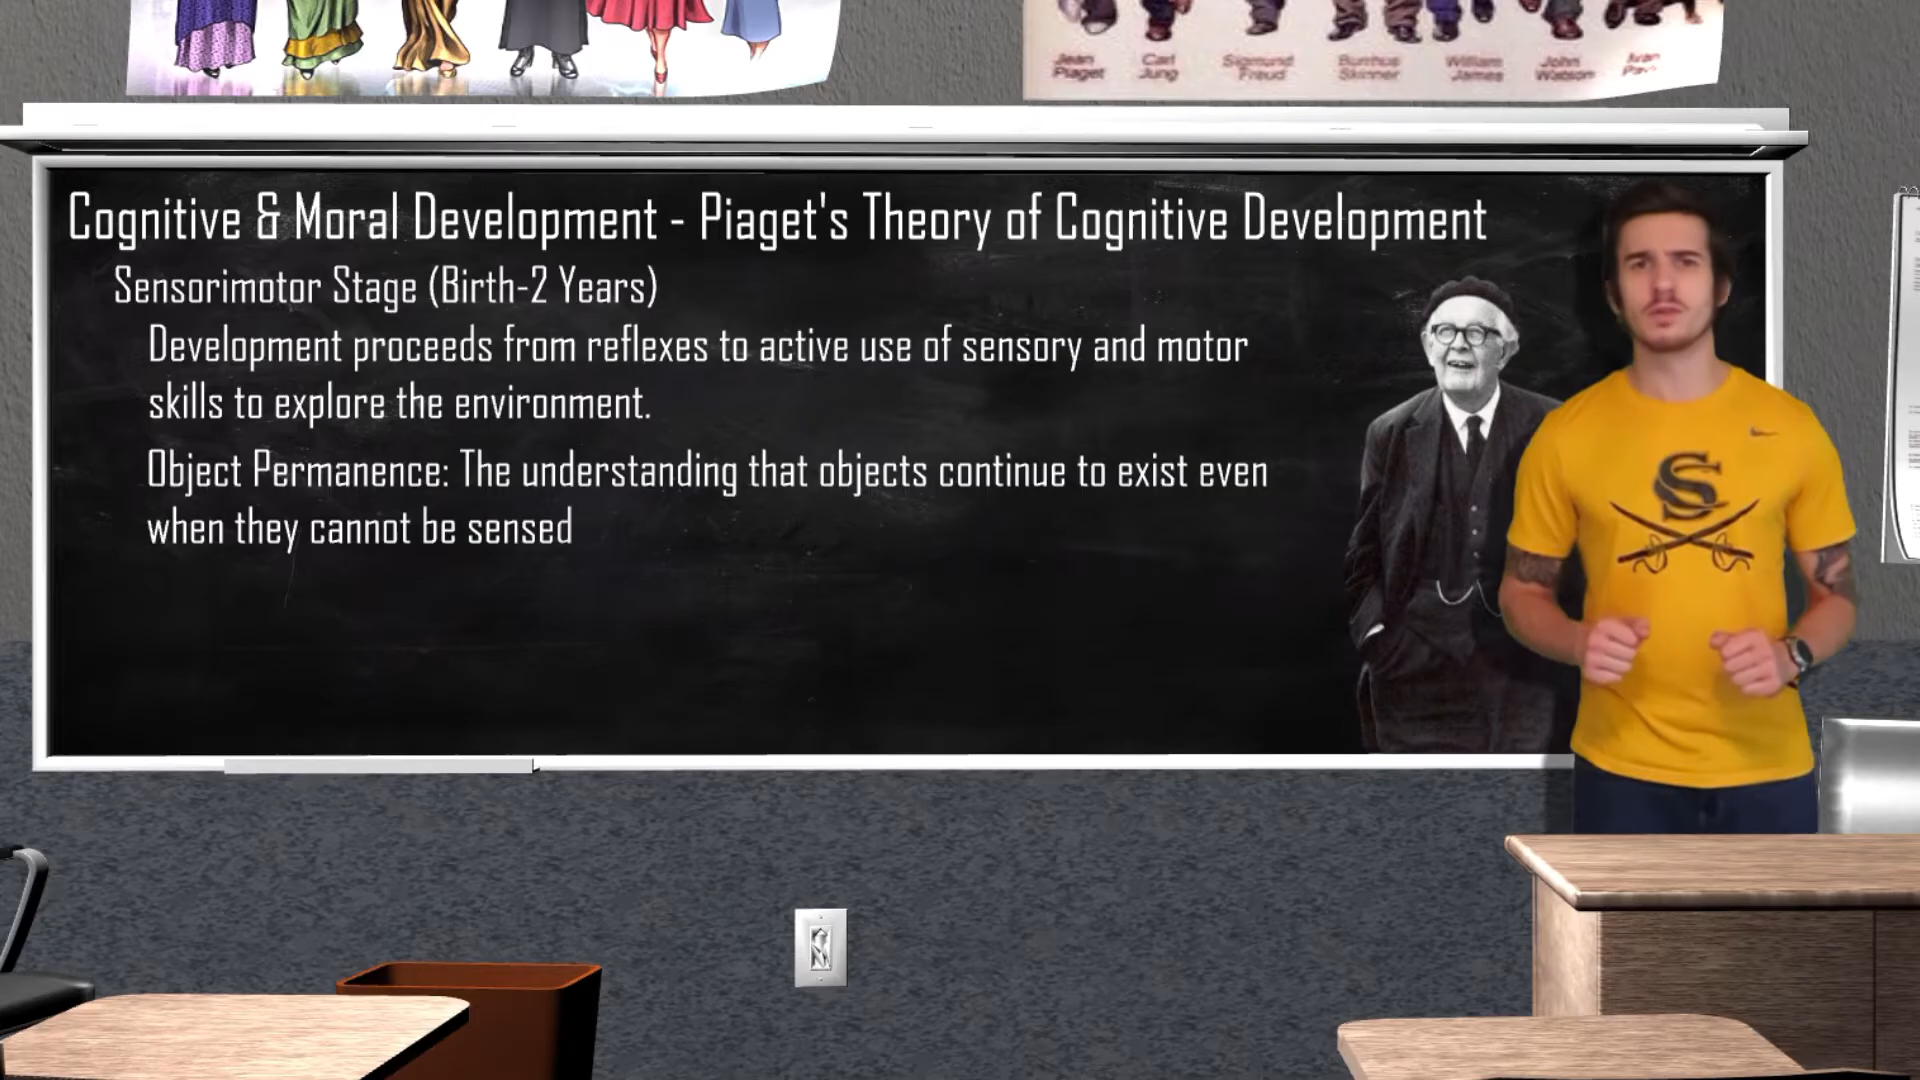 Jean Piaget
Carl Jung
Sigmund Freud
Burrhus Skinner
William James
John Watson
Ivan
Cognitive & Moral Development - Piaget's Theory of Cognitive Development
Sensorimotor Stage (Birth-2 Years)
Development proceeds from reflexes to active use of sensory and motor
skills to explore the environment.
Object Permanence: The understanding that objects continue to exist even
when they cannot be sensed
SC